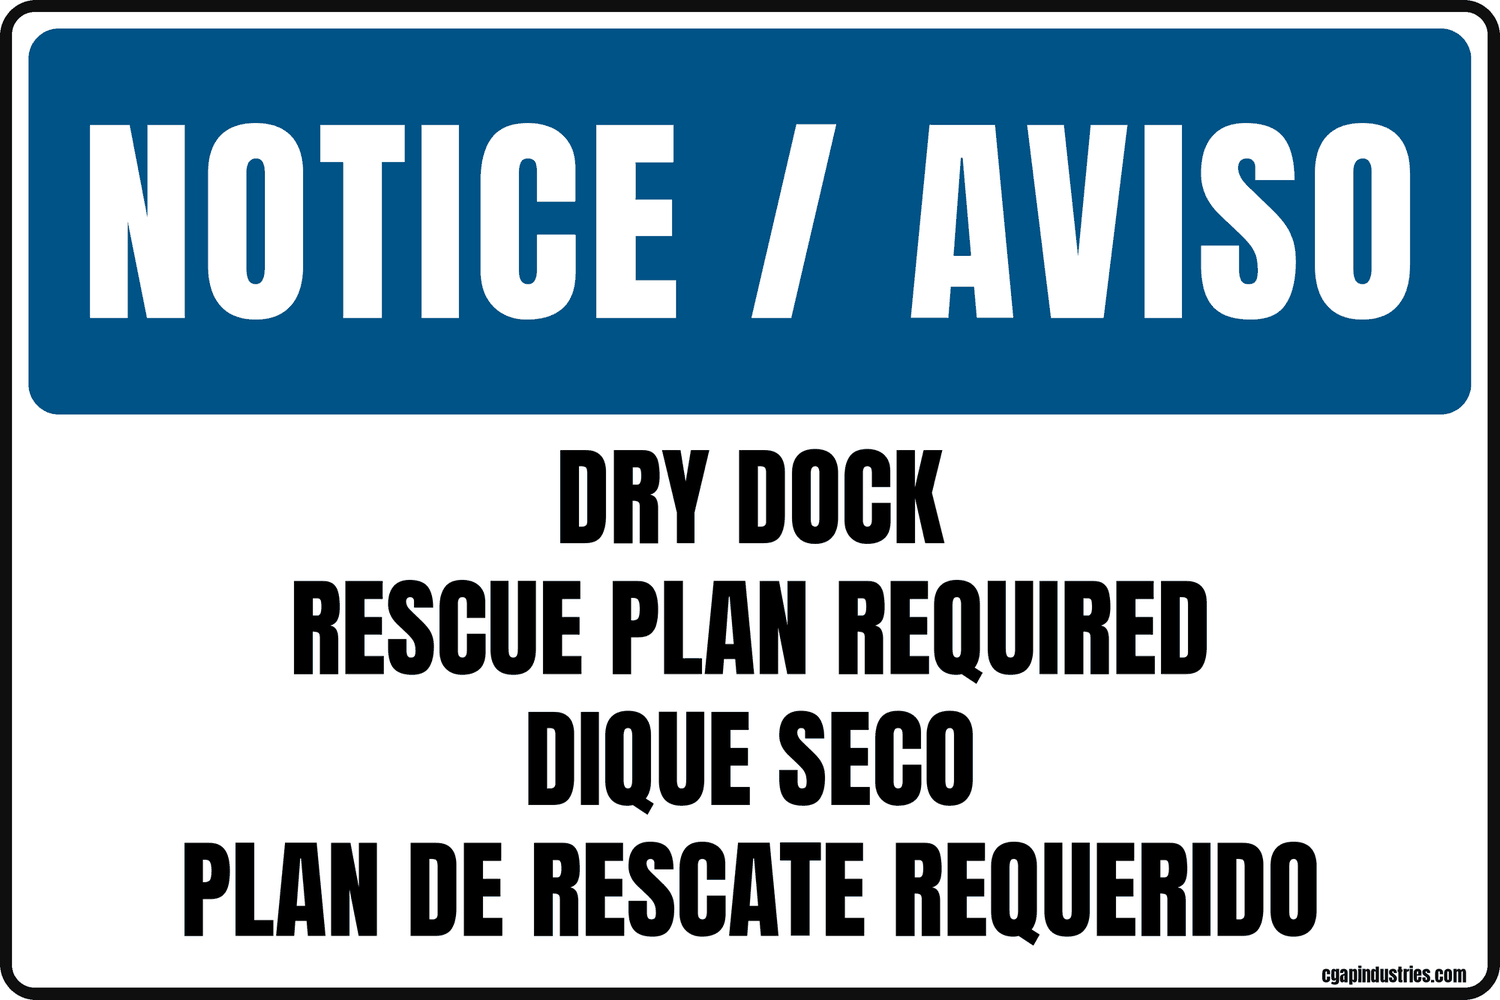 NOTICE / AVISO
DRY DOCK
RESCUE PLAN REQUIRED
DIQUE SECO
PLAN DE RESCATE REQUERIDO
cgapindustries.com